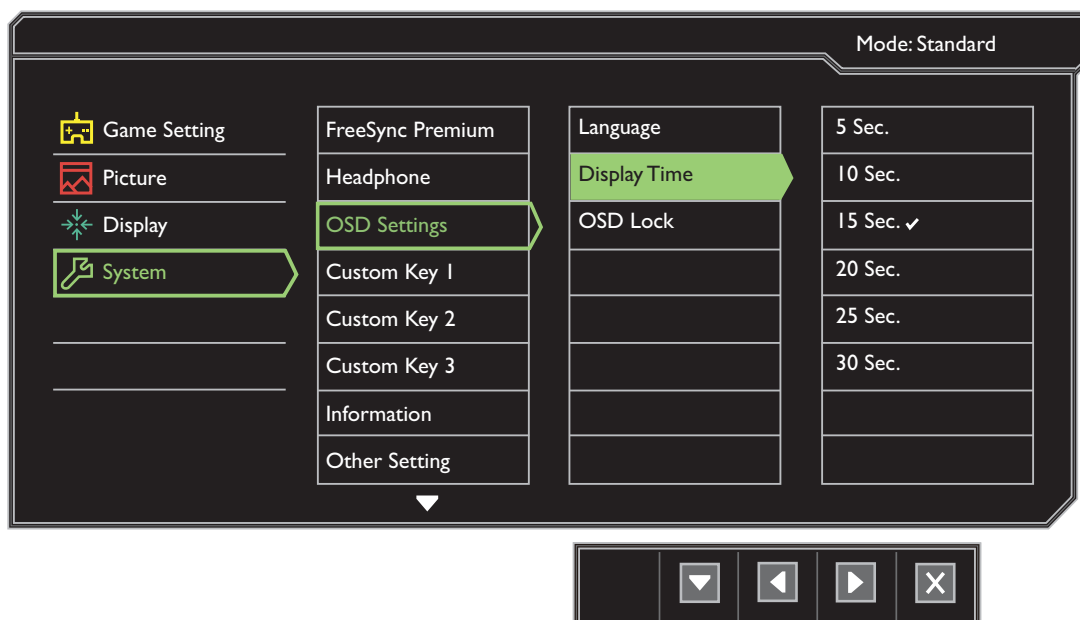 Mode: Standard
Game Setting
Picture
Display
System
FreeSync Premium
Headphone
OSD Settings
Custom Key 1
Custom Key 2
Custom Key 3
Information
Other Setting
Language
Display Time
OSD Lock
5 Sec.
10 Sec.
15 Sec.
20 Sec.
25 Sec.
30 Sec.
X